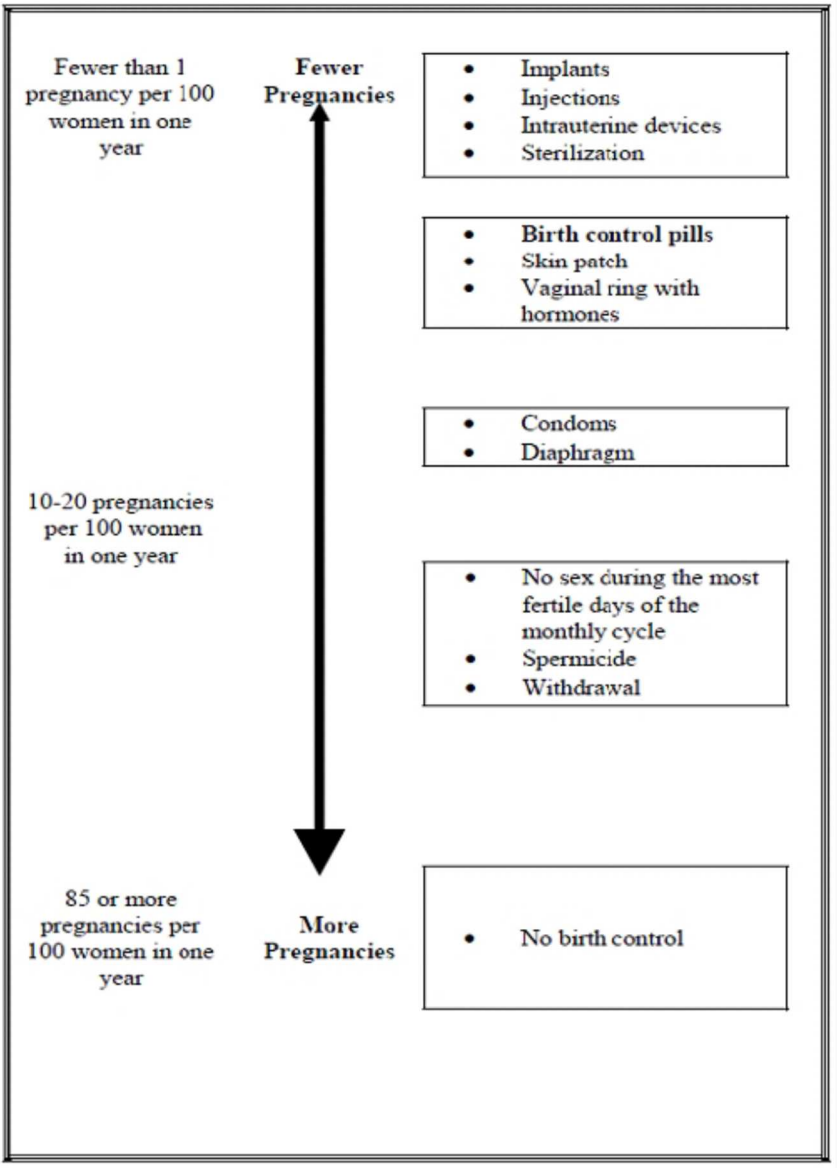 Fewer than 1
pregnancy per 100
women in one
year
Fewer
Pregnancies
• Implants
• Injections
• Intrauterine devices
• Sterilization
• Birth control pills
• Skin patch
• Vaginal ring with
hormones
• Condoms
• Diaphragm
10-20 pregnancies
per 100 women
in one year
• No sex during the most
fertile days of the
monthly cycle
• Spermicide
• Withdrawal
85 or more
pregnancies per
100 women in one
year
More
Pregnancies
• No birth control